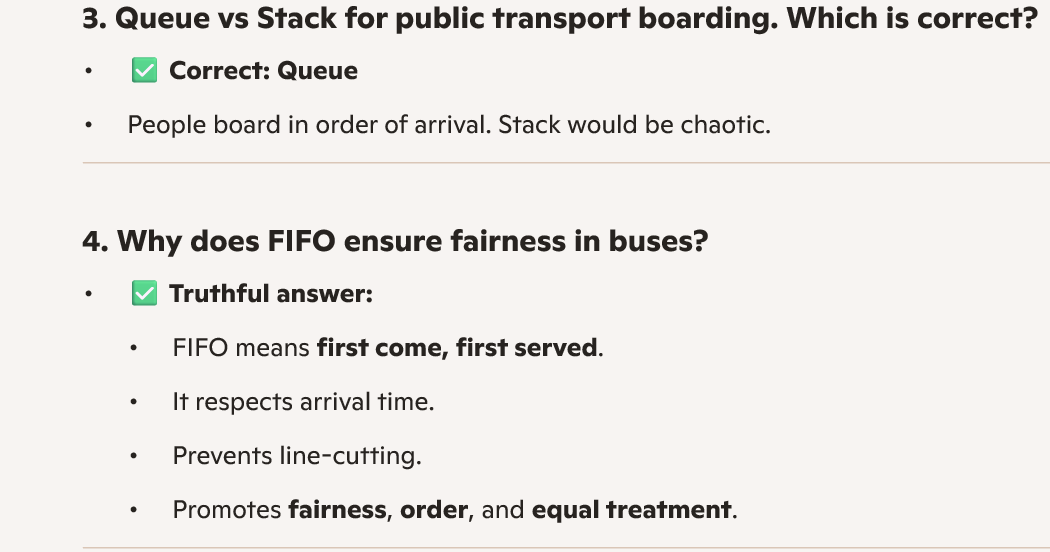 3. Queue vs Stack for public transport boarding. Which is correct?
• ✅ Correct: Queue
• People board in order of arrival. Stack would be chaotic.
4. Why does FIFO ensure fairness in buses?
• ✅ Truthful answer:
• FIFO means first come, first served.
• It respects arrival time.
• Prevents line-cutting.
• Promotes fairness, order, and equal treatment.